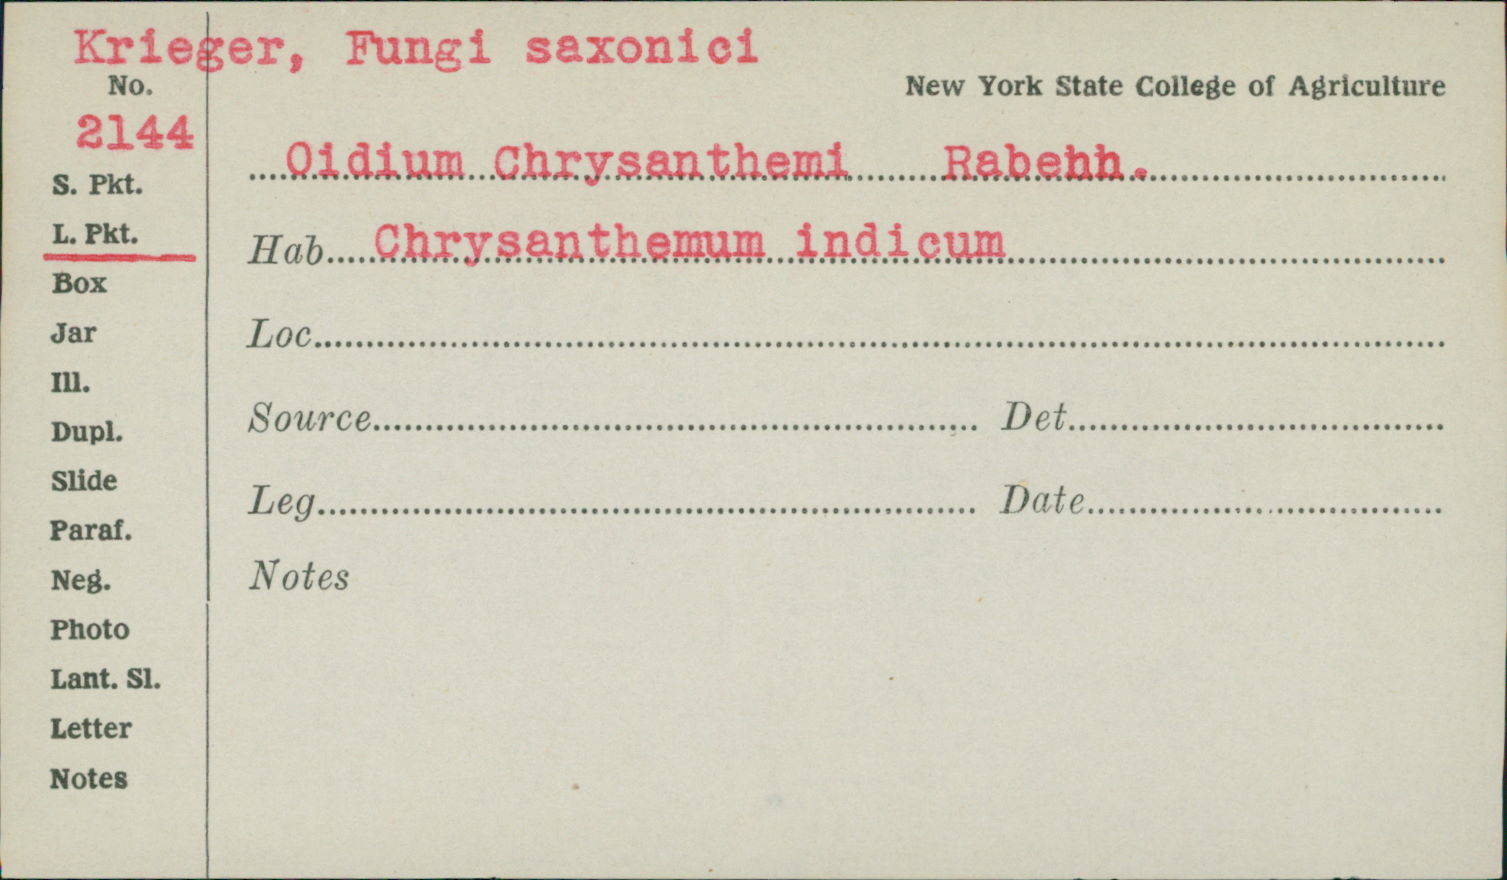 Krieger, Fungi saxonici
No.
New York State College of Agriculture
2144
Oidium Chrysanthemi Rabehh.
S. Pkt.
L. Pkt.
Hab. Chrysanthemum indicum
Box
Jar
Loc.
Ill.
Dupl.
Source Det.
Slide
Leg. Date
Paraf.
Neg.
Notes
Photo
Lant. Sl.
Letter
Notes